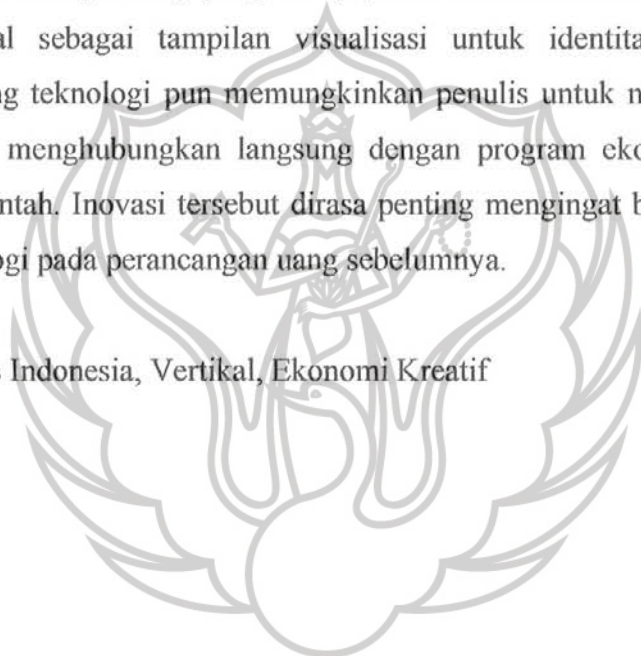 al sebagai tampilan visualisasi untuk identita
ng teknologi pun memungkinkan penulis untuk
menghubungkan langsung dengan program eko
ntah. Inovasi tersebut dirasa penting mengingat
ogi pada perancangan uang sebelumnya.
s Indonesia, Vertikal, Ekonomi Kreatif